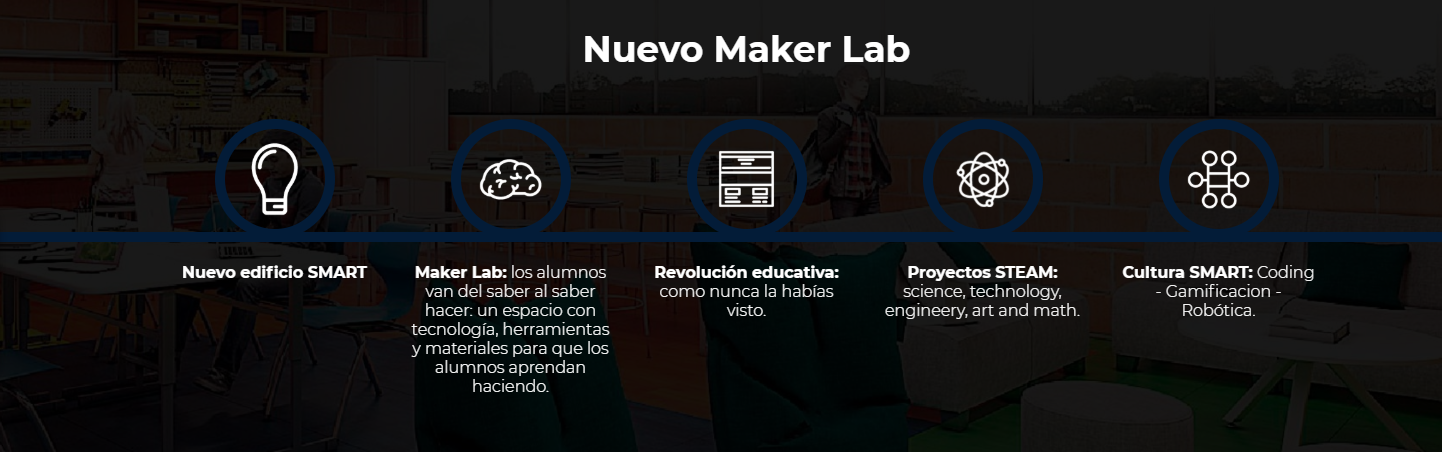 Nuevo Maker Lab
Nuevo edificio SMART
Maker Lab: los alumnos
van del saber al saber
hacer: un espacio con
tecnología, herramientas
y materiales para que los
alumnos aprendan
haciendo.
Revolución educativa:
como nunca la habías
visto.
Proyectos STEAM:
science, technology,
engineery, art and math.
Cultura SMART: Coding
- Gamificacion -
Robótica.